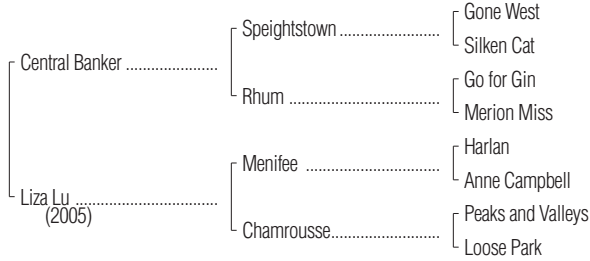 Gone West
Speightstown ....................
Silken Cat
Central Banker ......................
Go for Gin
Rhum ....................................
Merion Miss
Harlan
Menifee ................................
Anne Campbell
Liza Lu ..................................
(2005)
Peaks and Valleys
Chamrousse..........................
Loose Park